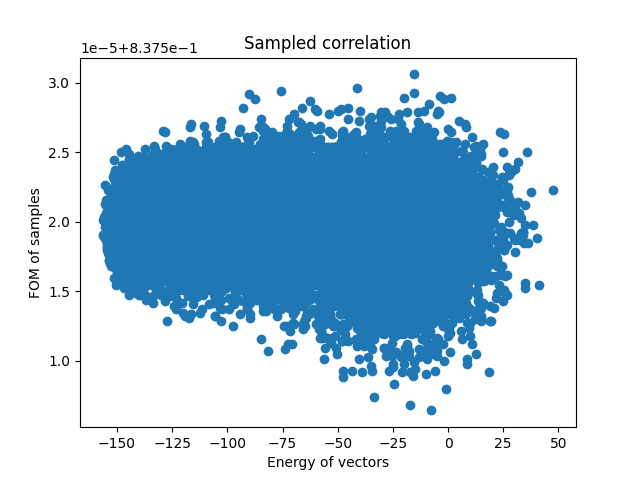 Sampled correlation
1e−5+8.375e−1
3.0
2.5
2.0
1.5
1.0
FOM of samples
−150 −125 −100 −75 −50 −25 0 25 50
Energy of vectors